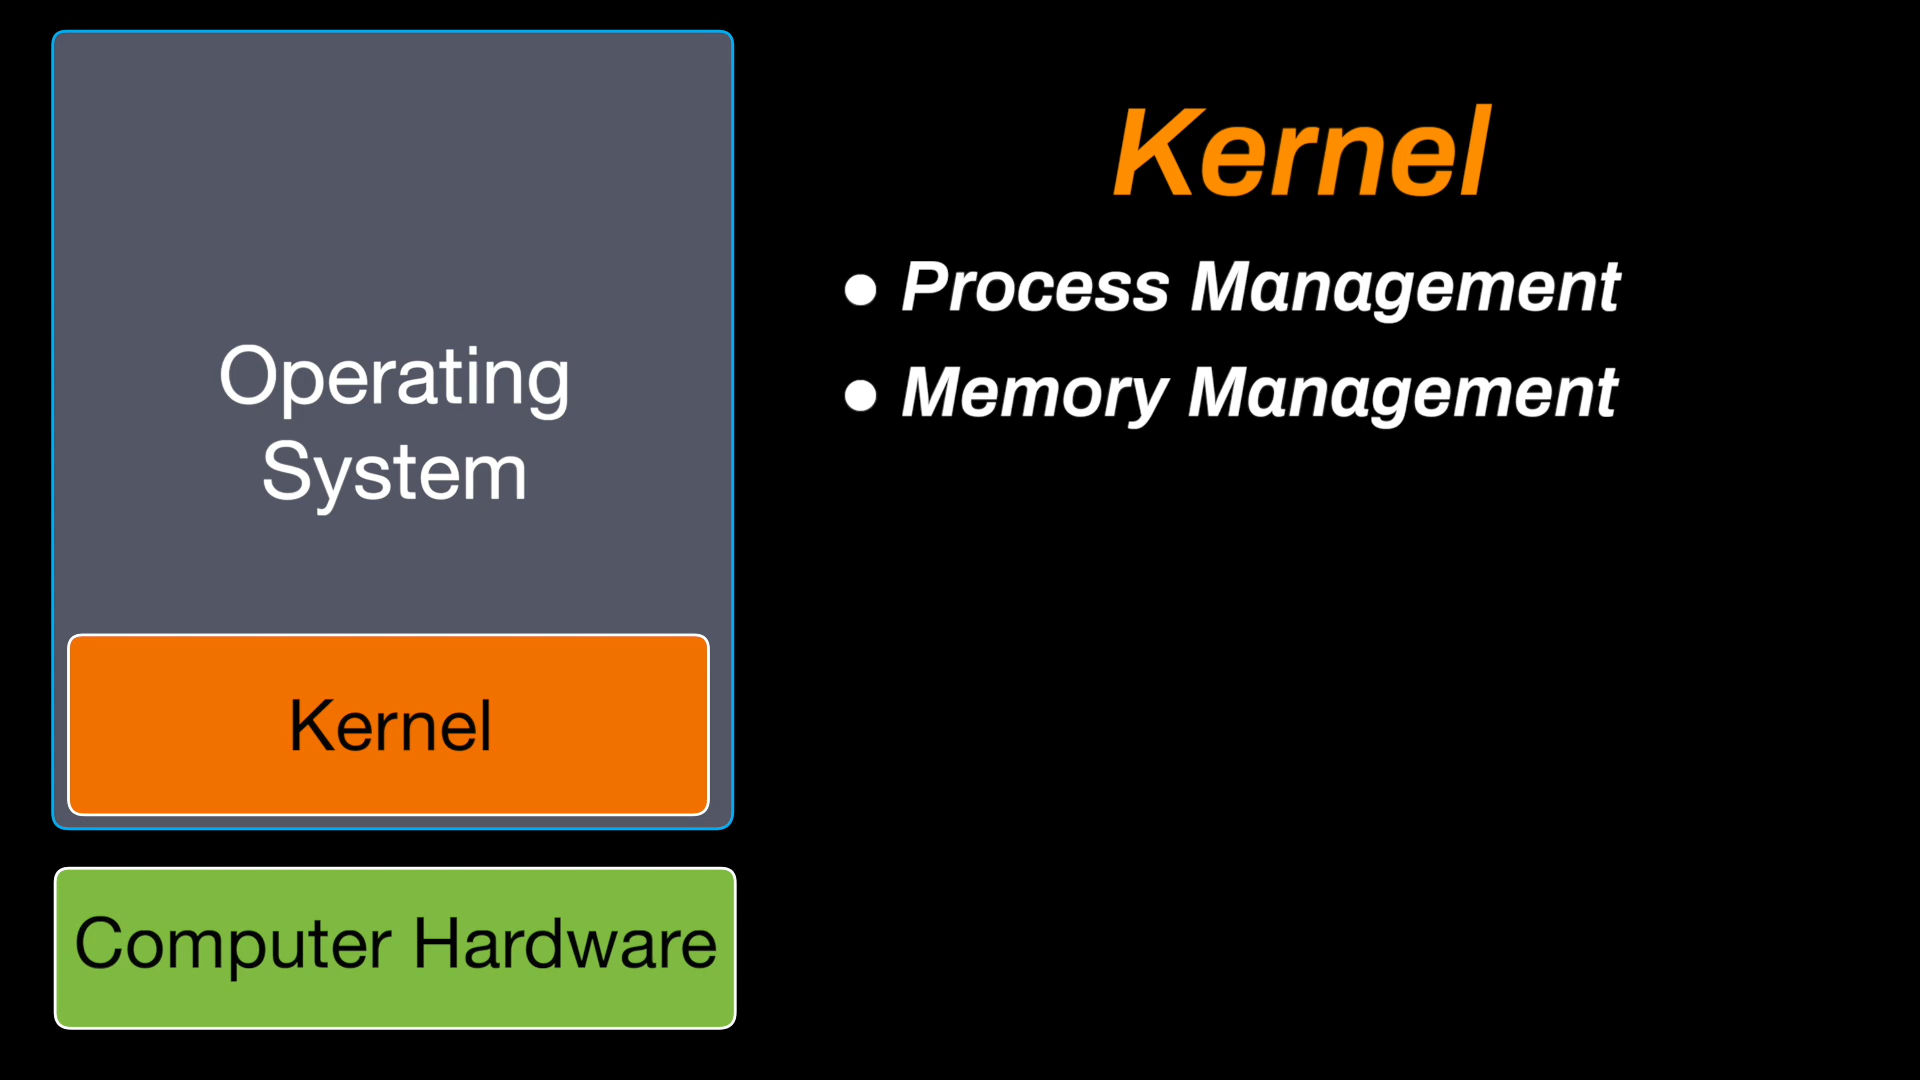 Operating
System
Kernel
Computer Hardware
Kernel
● Process Management
● Memory Management